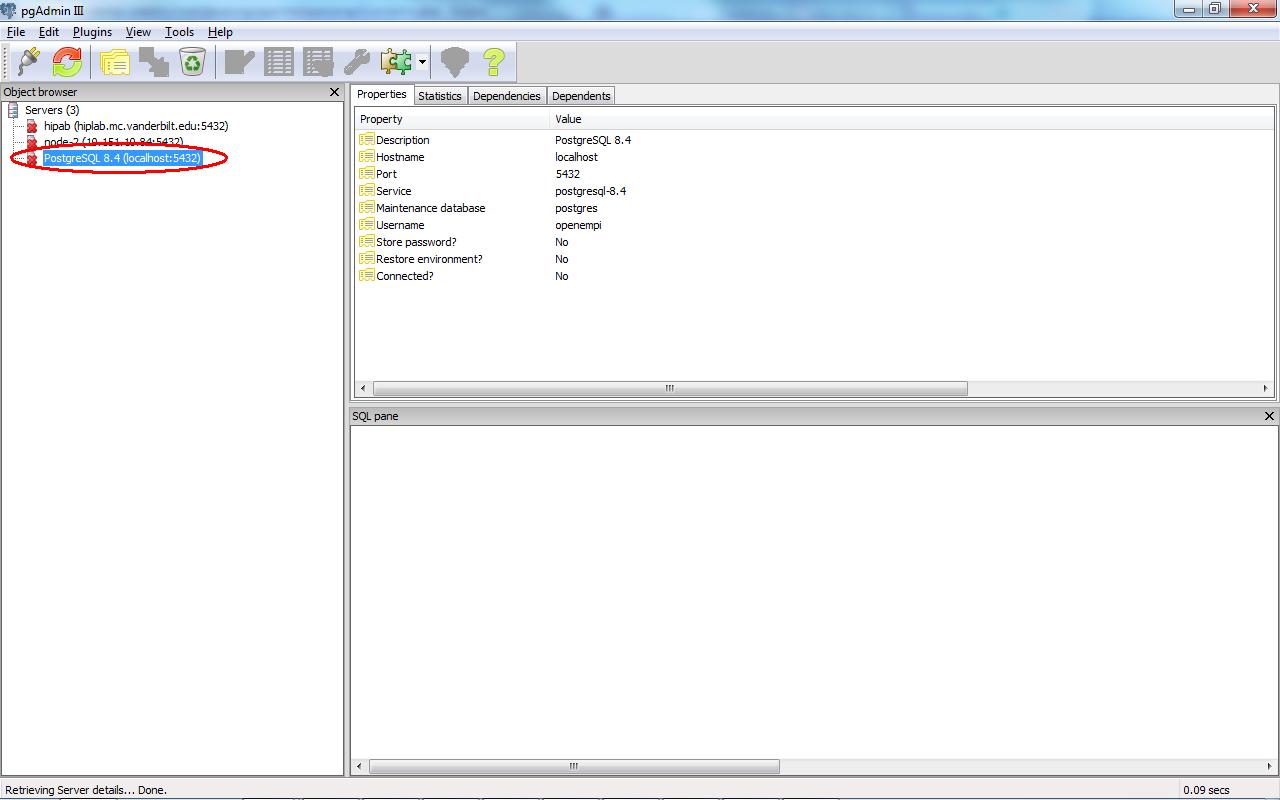 pgAdmin III
File Edit Plugins View Tools Help
Object browser
Servers (3)
hipab (hiplab.mc.vanderbilt.edu:5432)
node-2 (10.151.10.84:5432)
PostgreSQL 8.4 (localhost:5432)
Properties Statistics Dependencies Dependents
Property Value
Description PostgreSQL 8.4
Hostname localhost
Port 5432
Service postgresql-8.4
Maintenance database postgres
Username openempi
Store password? No
Restore environment? No
Connected? No
SQL pane
Retrieving Server details... Done. 0.09 secs